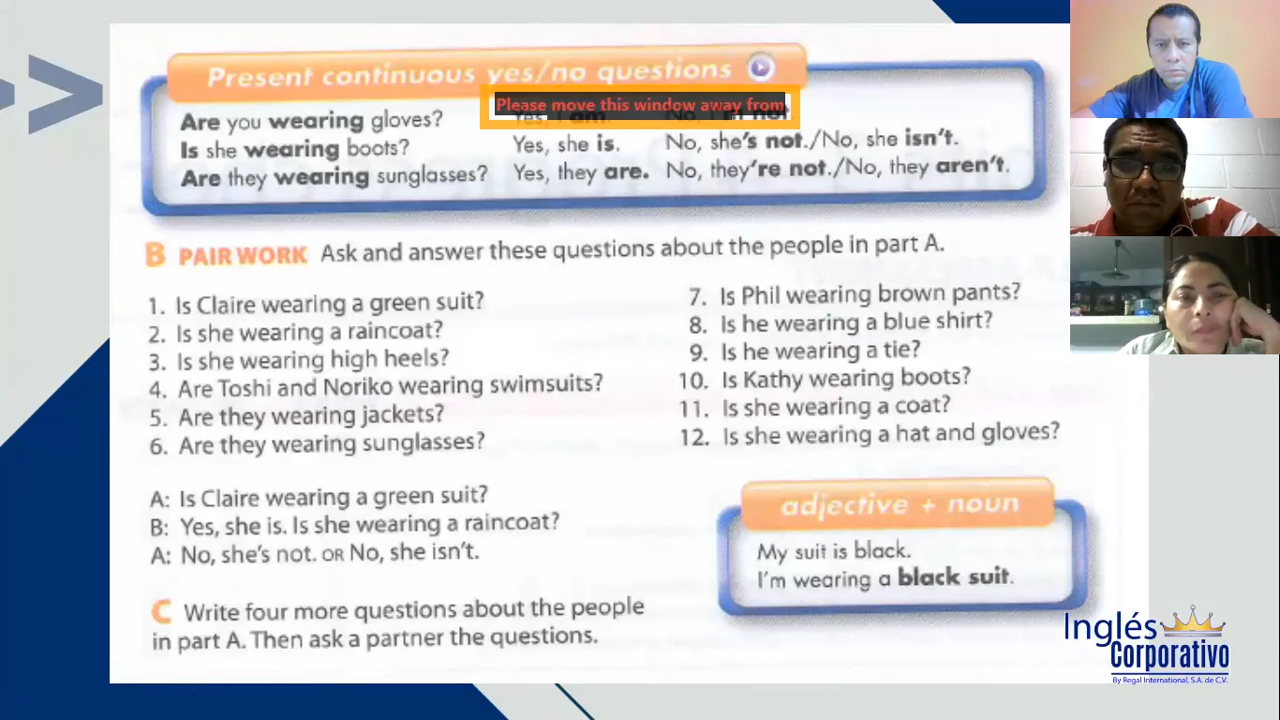 Present continuous yes/no questions
Please move this window away from
Are you wearing gloves? Yes, I am. No, I'm not.
Is she wearing boots? Yes, she is. No, she's not./No, she isn't.
Are they wearing sunglasses? Yes, they are. No, they're not./No, they aren't.
B PAIR WORK Ask and answer these questions about the people in part A.
1. Is Claire wearing a green suit?
2. Is she wearing a raincoat?
3. Is she wearing high heels?
4. Are Toshi and Noriko wearing swimsuits?
5. Are they wearing jackets?
6. Are they wearing sunglasses?
7. Is Phil wearing brown pants?
8. Is he wearing a blue shirt?
9. Is he wearing a tie?
10. Is Kathy wearing boots?
11. Is she wearing a coat?
12. Is she wearing a hat and gloves?
A: Is Claire wearing a green suit?
B: Yes, she is. Is she wearing a raincoat?
A: No, she's not. OR No, she isn't.
adjective + noun
My suit is black.
I'm wearing a black suit.
C Write four more questions about the people
in part A. Then ask a partner the questions.
Inglés
Corporativo
By Regal International, S.A. de C.V.